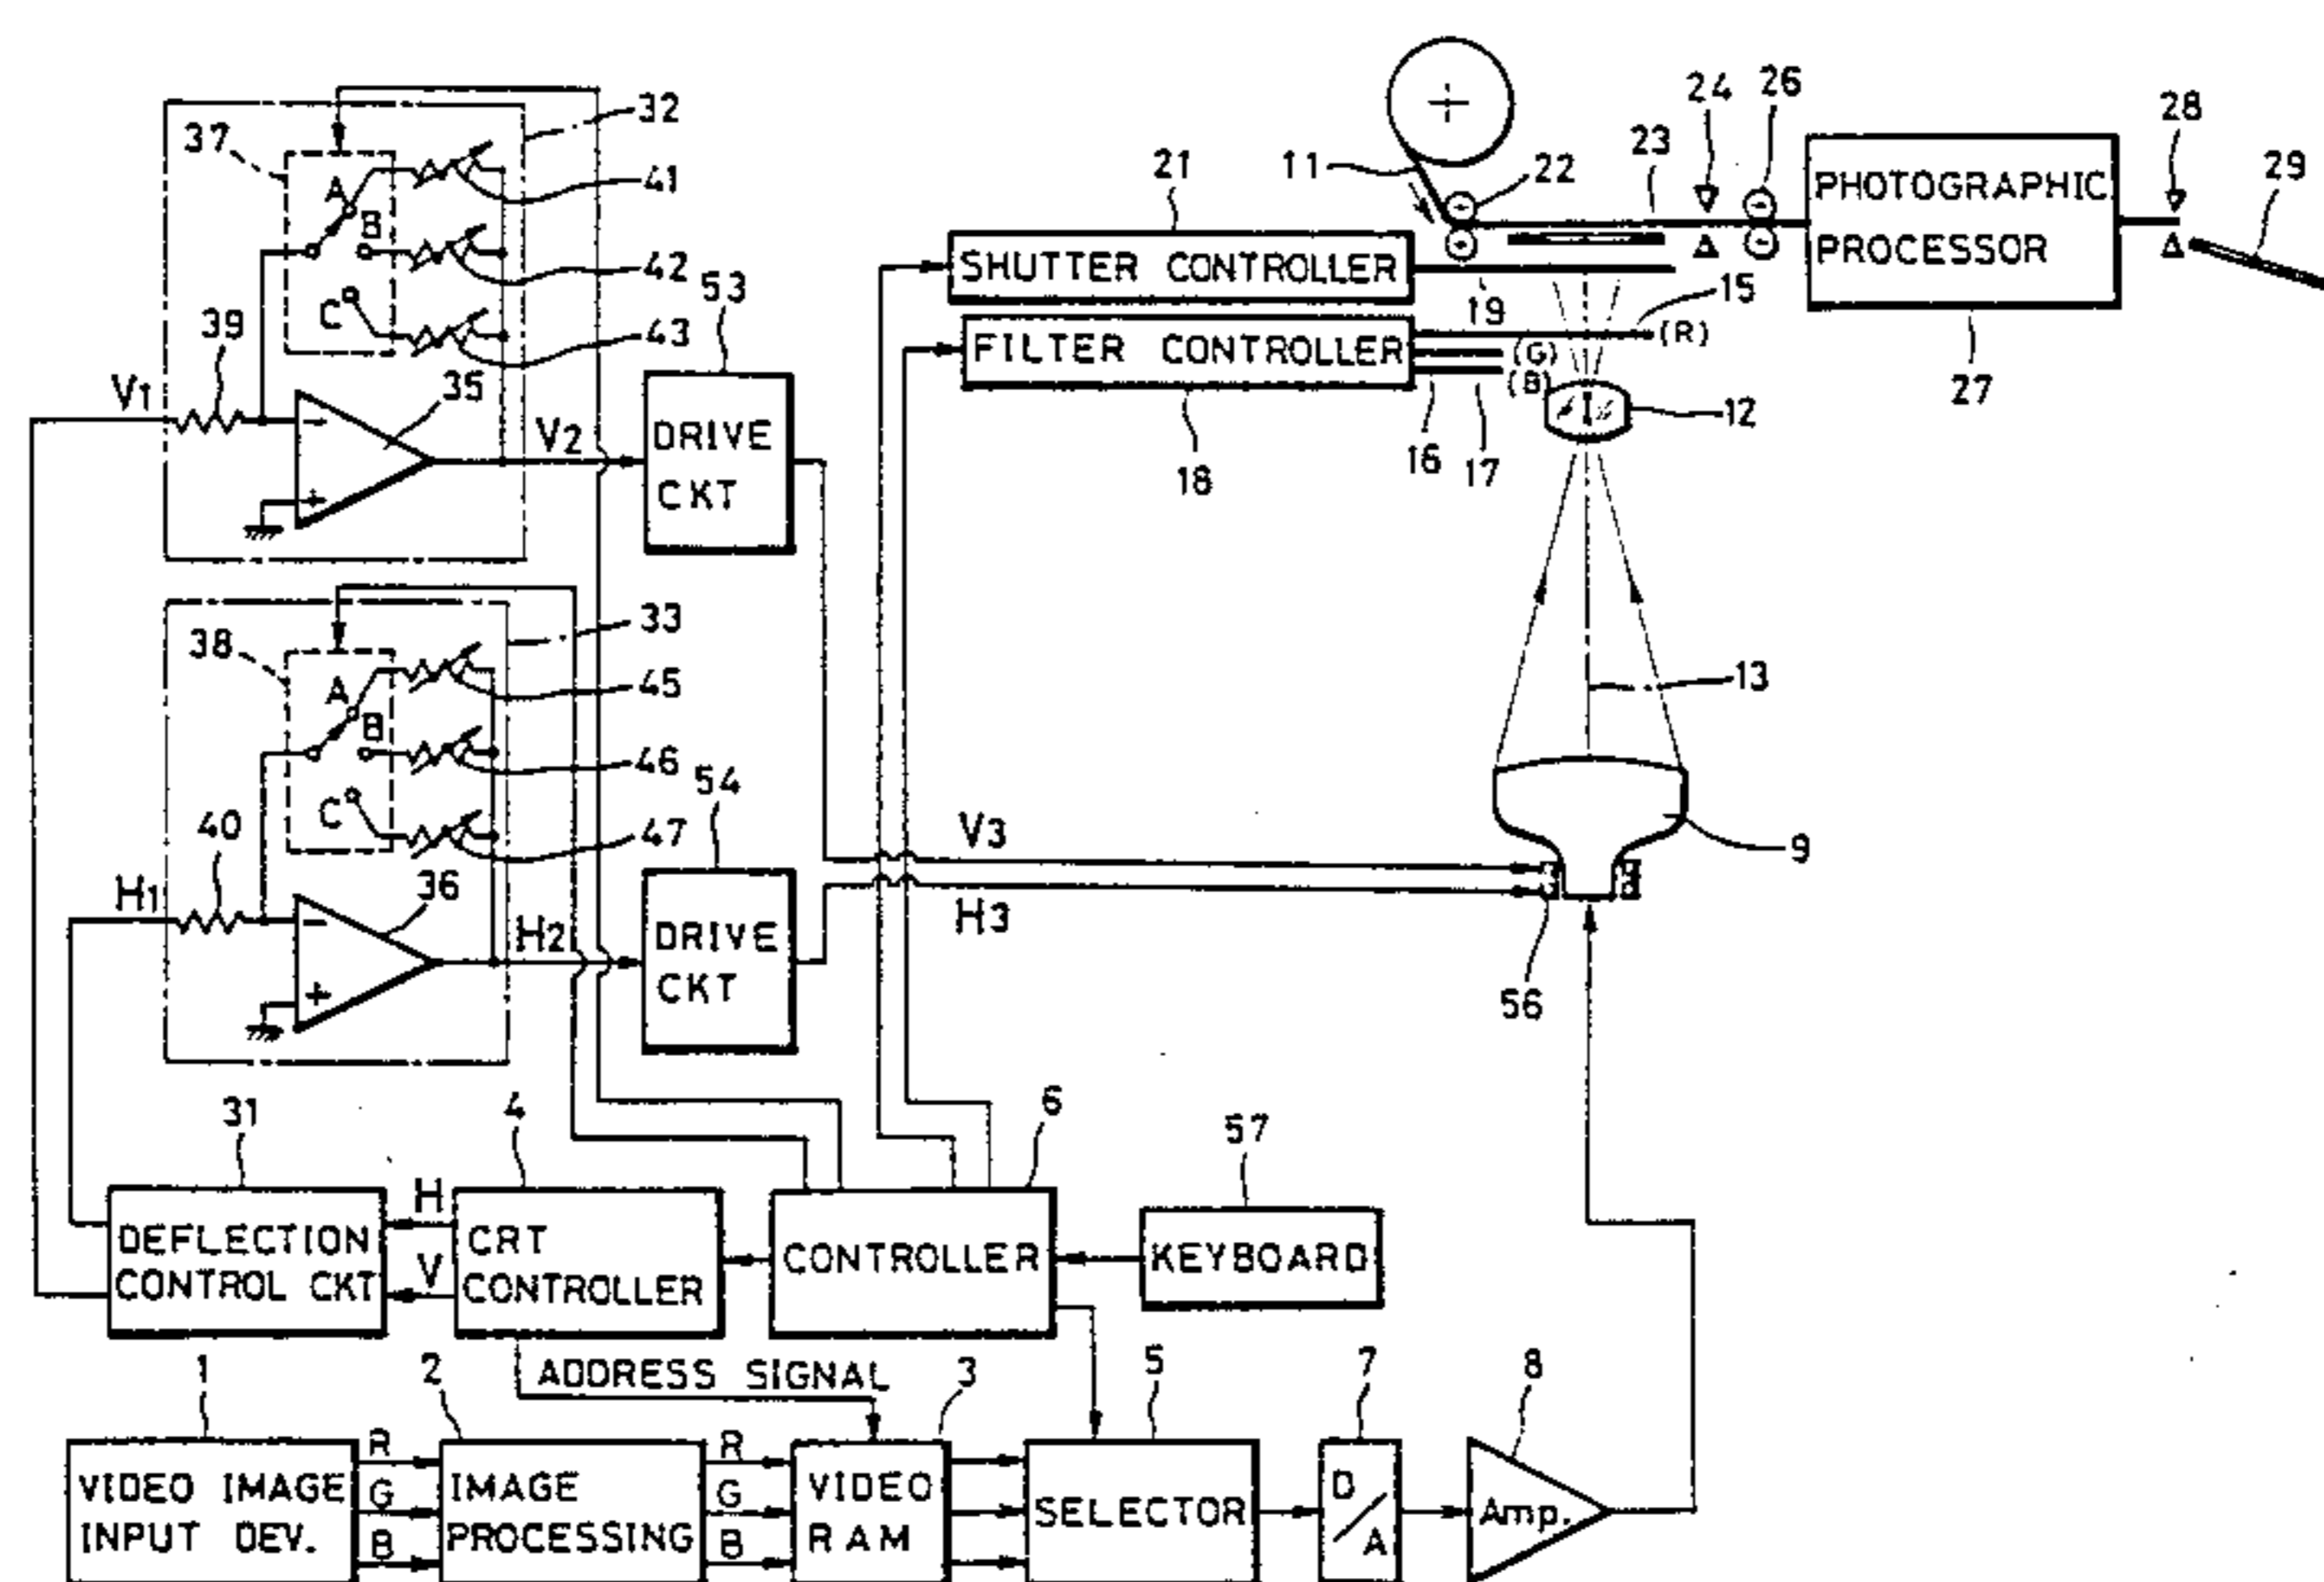 32
37
A
B
C
41
42
43
39
V1
35
V2
53
DRIVE
CKT
33
38
A
B
C
45
46
47
40
H1
36
H2
54
DRIVE
CKT
V3
H3
11
22
21
SHUTTER CONTROLLER
23
24
26
PHOTOGRAPHIC
PROCESSOR
27
28
29
19
15
(R)
(G)
(B)
FILTER CONTROLLER
18
16
17
12
13
9
56
31
DEFLECTION
CONTROL CKT
H
V
4
CRT
CONTROLLER
6
CONTROLLER
57
KEYBOARD
ADDRESS SIGNAL
1
VIDEO IMAGE
INPUT DEV.
R
G
B
2
IMAGE
PROCESSING
R
G
B
3
VIDEO
RAM
5
SELECTOR
7
D/A
8
Amp.